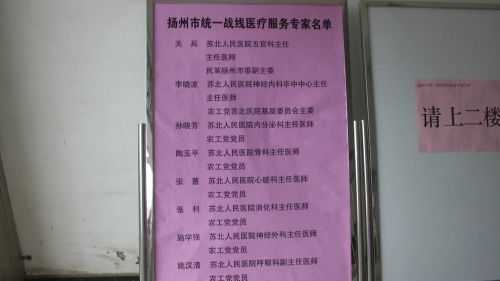 扬州市统一战线医疗服务专家名单
关 兵 苏北人民医院五官科主任
主任医师
民革扬州市委副主委
李晓波 苏北人民医院神经内科卒中中心主任
主任医师
农工党苏北医院基层委员会主委
孙晓芳 苏北人民医院内分泌科主任医师
农工党党员
陶玉平 苏北人民医院骨科主任医师
农工党党员
张 薏 苏北人民医院心脏科主任医师
农工党党员
张 利 苏北人民医院消化科主任医师
农工党党员
施学强 苏北人民医院神经外科主任医师
农工党党员
姚汉清 苏北人民医院呼吸科副主任医师
农工党党员
请上二楼